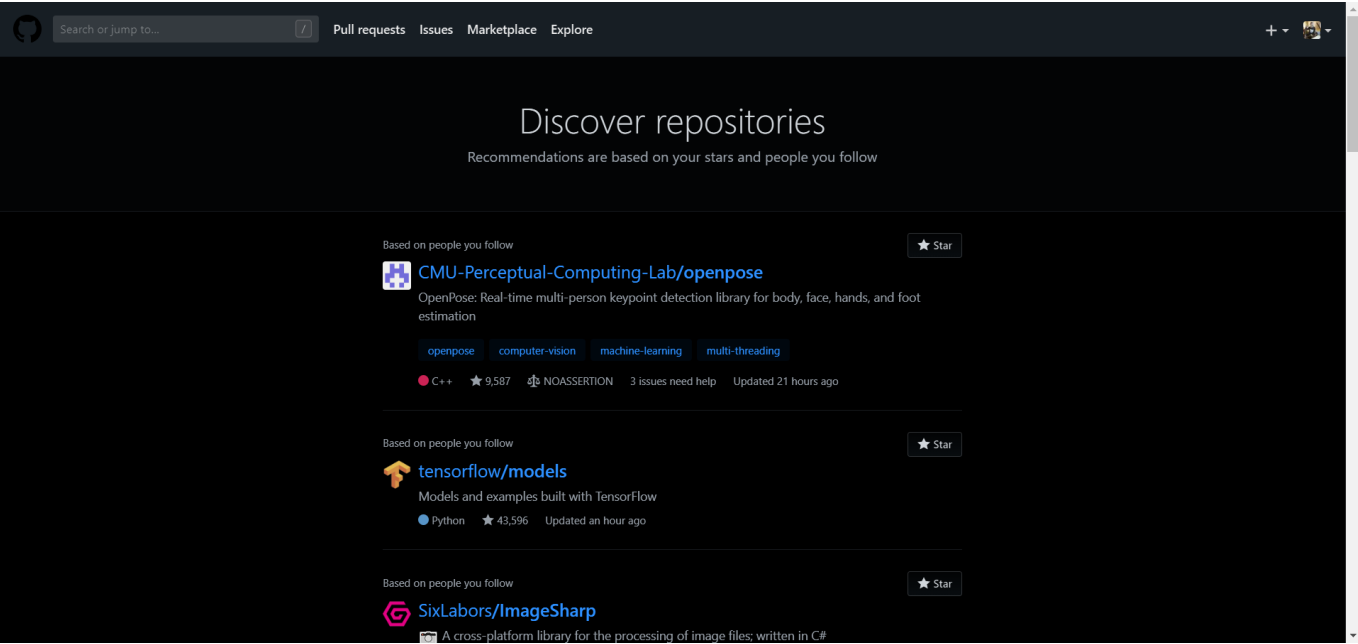 Search or jump to... /
Pull requests Issues Marketplace Explore
Discover repositories
Recommendations are based on your stars and people you follow
Based on people you follow
Star
CMU-Perceptual-Computing-Lab/openpose
OpenPose: Real-time multi-person keypoint detection library for body, face, hands, and foot
estimation
openpose computer-vision machine-learning multi-threading
C++ 9,587 NOASSERTION 3 issues need help Updated 21 hours ago
Based on people you follow
Star
tensorflow/models
Models and examples built with TensorFlow
Python 43,596 Updated an hour ago
Based on people you follow
Star
SixLabors/ImageSharp
A cross-platform library for the processing of image files; written in C#